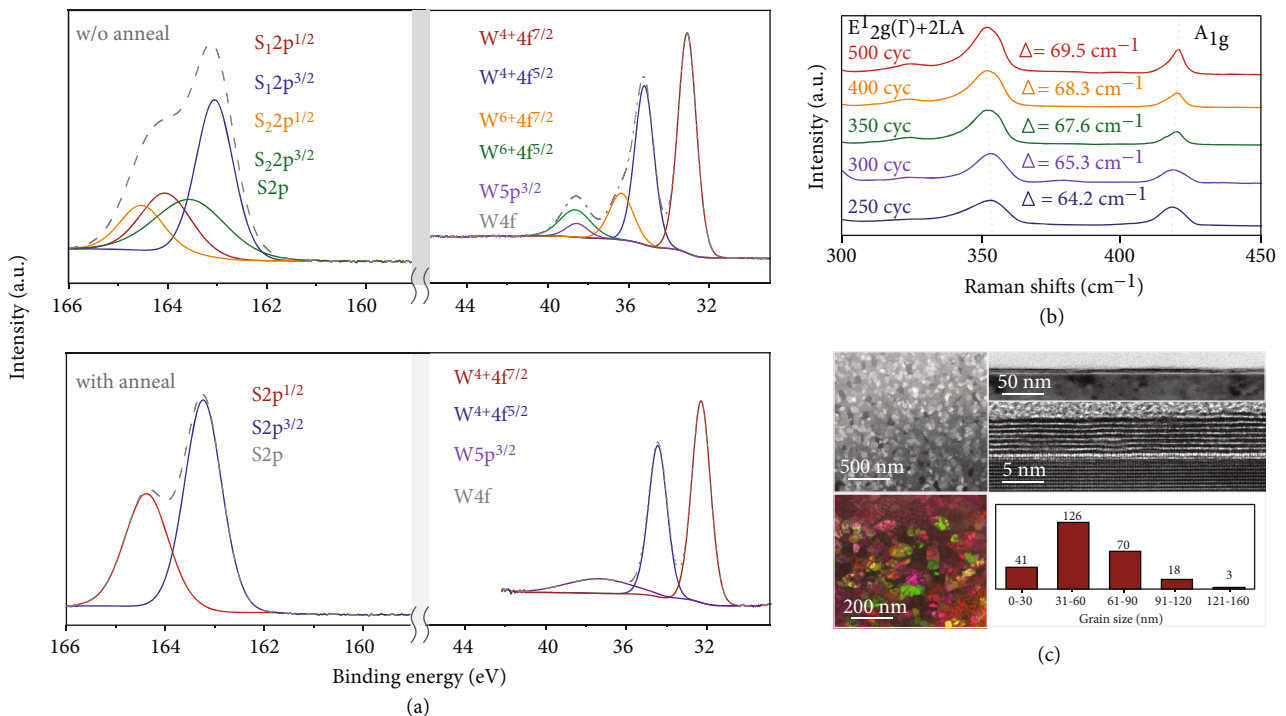 Intensity (a.u.)
w/o anneal
S₁2p¹/²
S₁2p³/²
S₂2p¹/²
S₂2p³/²
S2p
W⁴⁺4f⁷/²
W⁴⁺4f⁵/²
W⁶⁺4f⁷/²
W⁶⁺4f⁵/²
W5p³/²
W4f
166 164 162 160 44 40 36 32
with anneal
S2p¹/²
S2p³/²
S2p
W⁴⁺4f⁷/²
W⁴⁺4f⁵/²
W5p³/²
W4f
166 164 162 160 44 40 36 32
Binding energy (eV)
(a)
Intensity (a.u.)
E¹₂g(Γ)+2LA
A₁g
500 cyc Δ = 69.5 cm⁻¹
400 cyc Δ = 68.3 cm⁻¹
350 cyc Δ = 67.6 cm⁻¹
300 cyc Δ = 65.3 cm⁻¹
250 cyc Δ = 64.2 cm⁻¹
300 350 400 450
Raman shifts (cm⁻¹)
(b)
500 nm
50 nm
5 nm
200 nm
41 126 70 18 3
0-30 31-60 61-90 91-120 121-160
Grain size (nm)
(c)